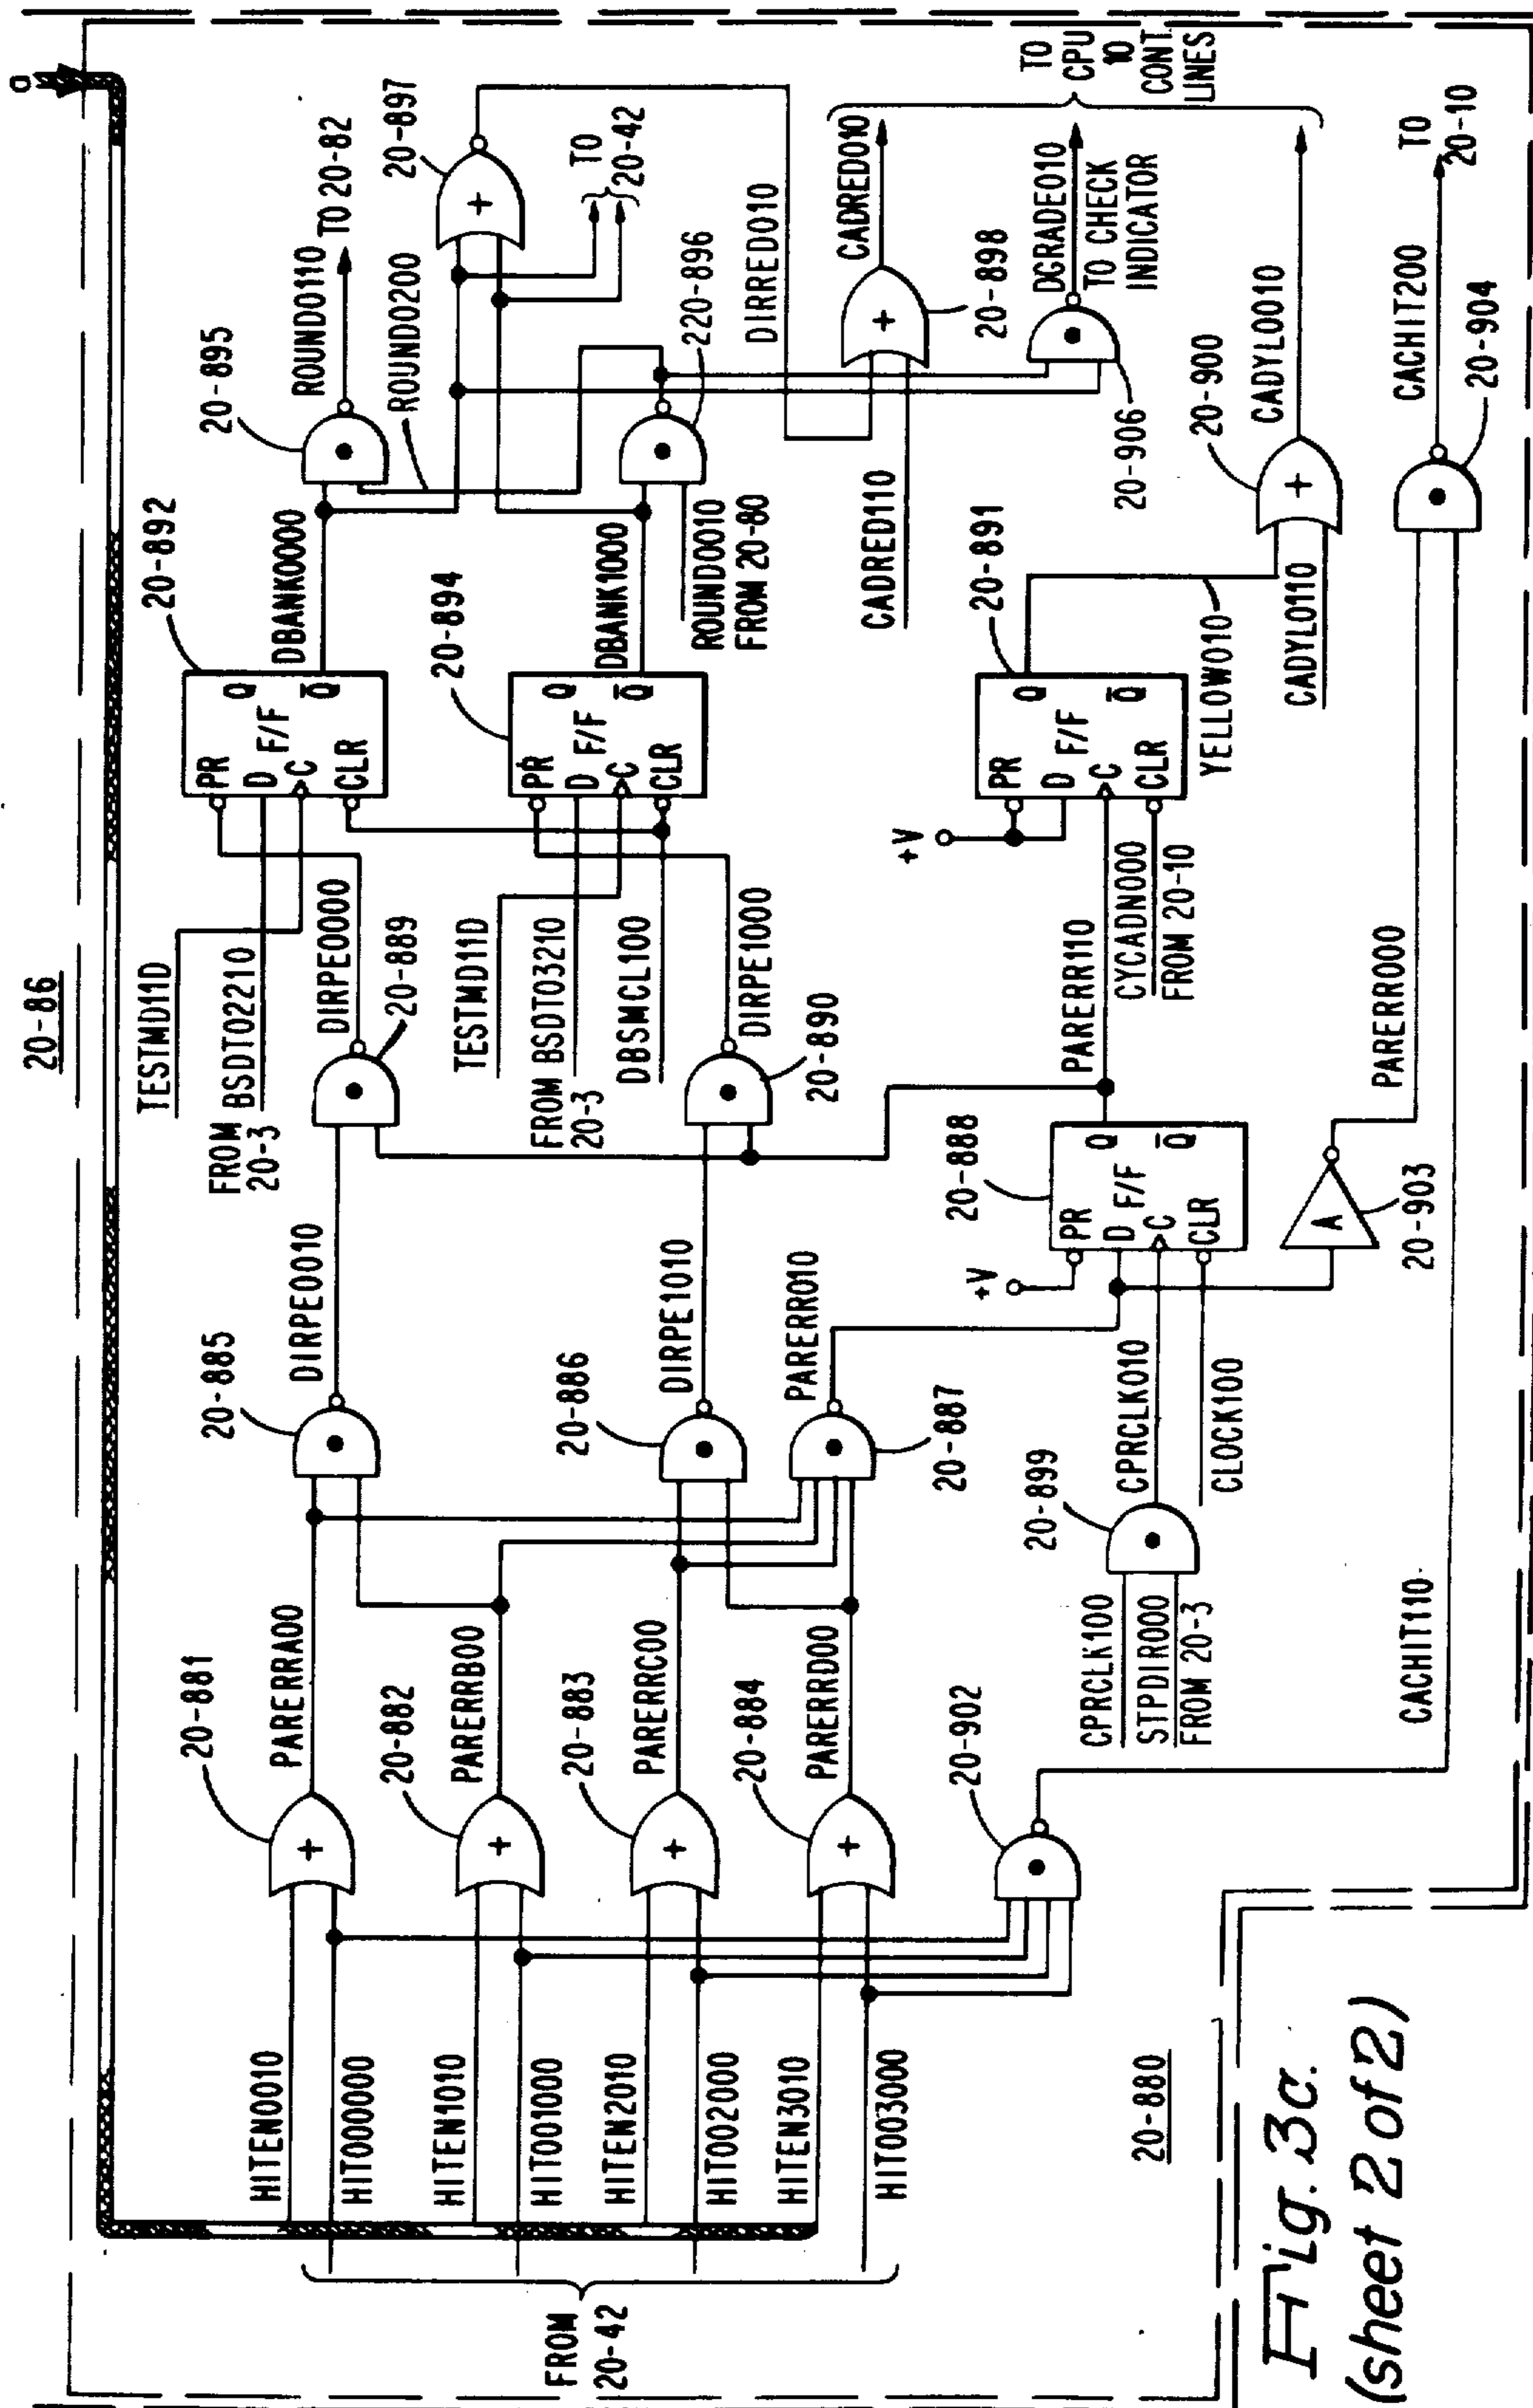 20-86
a
HITEN0010
HIT000000
HITEN1010
HIT001000
HITEN2010
HIT002000
HITEN3010
HIT003000
FROM
20-42
20-881
PARERRA00
20-882
PARERRB00
20-883
PARERRC00
20-884
PARERRD00
20-902
+
+
+
+
20-885
DIRPE0010
20-886
DIRPE1010
PARERR010
20-887
20-899
CPRCLK100
STPDIR000
FROM 20-3
CPRCLK010
CLOCK100
CACHIT110
TESTMD11D
FROM BSDT02210
20-3
DIRPE0000
20-889
TESTMD11D
FROM BSDT03210
20-3
DBSMCL100
DIRPE1000
20-890
20-888
+V
PR
D F/F
C
CLR
Q
Q̅
A
20-903
PARERR110
CYCADN000
FROM 20-10
PARERR000
20-892
PR
D F/F
C
CLR
Q
Q̅
DBANK0000
20-894
PR
D F/F
C
CLR
Q
Q̅
DBANK1000
ROUND0010
FROM 20-80
+V
20-891
PR
D F/F
C
CLR
Q
Q̅
YELLOW010
CADYL0110
CADRED110
20-895
ROUND0110
TO 20-82
ROUND0200
220-896
20-897
+
TO
20-42
DIRRED010
CADRED010
+
20-898
DGRADE010
TO CHECK
INDICATOR
20-906
20-900
+
CADYL0010
CACHIT200
20-904
TO
CPU
10
CONT
LINES
TO
20-10
20-880
Fig. 3c.
(sheet 2 of 2)